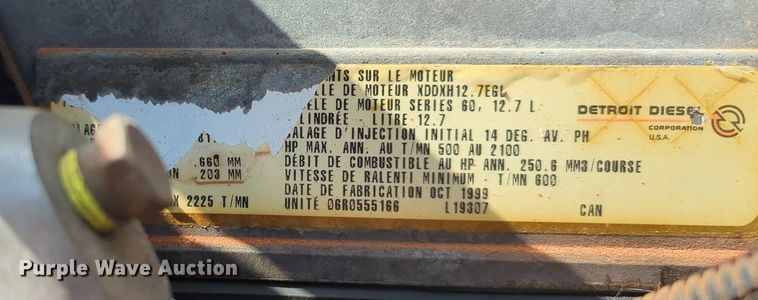 NTS SUR LE MOTEUR
LLE DE MOTEUR XDDXH12.7EGL
LE DE MOTEUR SERIES 60, 12.7 L
LINDRÉE - LITRE 12.7
CALAGE D'INJECTION INITIAL 14 DEG. AV. PH
HP MAX. ANN. AU T/MN 500 AU 2100
.660 MM DÉBIT DE COMBUSTIBLE AU HP ANN. 250.6 MM3/COURSE
.203 MM VITESSE DE RALENTI MINIMUM - T/MN 600
DATE DE FABRICATION OCT 1999
X 2225 T/MN UNITÉ 06R0555166 L19307 CAN
DETROIT DIESEL
CORPORATION
U.S.A.
Purple Wave Auction